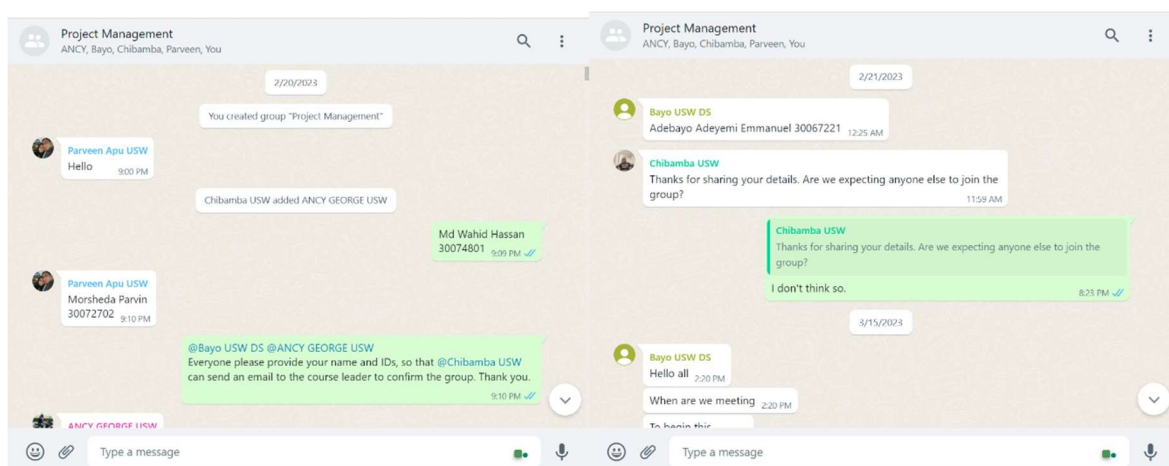 Project Management
ANCY, Bayo, Chibamba, Parveen, You
2/20/2023
You created group "Project Management"
Parveen Apu USW
Hello
9:00 PM
Chibamba USW added ANCY GEORGE USW
Md Wahid Hassan
30074801
9:09 PM
Parveen Apu USW
Morsheda Parvin
30072702
9:10 PM
@Bayo USW DS @ANCY GEORGE USW
Everyone please provide your name and IDs, so that @Chibamba USW
can send an email to the course leader to confirm the group. Thank you.
9:10 PM
ANCY GEORGE USW
Type a message
Project Management
ANCY, Bayo, Chibamba, Parveen, You
2/21/2023
Bayo USW DS
Adebayo Adeyemi Emmanuel 30067221
12:25 AM
Chibamba USW
Thanks for sharing your details. Are we expecting anyone else to join the
group?
11:59 AM
Chibamba USW
Thanks for sharing your details. Are we expecting anyone else to join the
group?
I don't think so.
8:23 PM
3/15/2023
Bayo USW DS
Hello all
2:20 PM
When are we meeting
2:20 PM
To begin this
Type a message